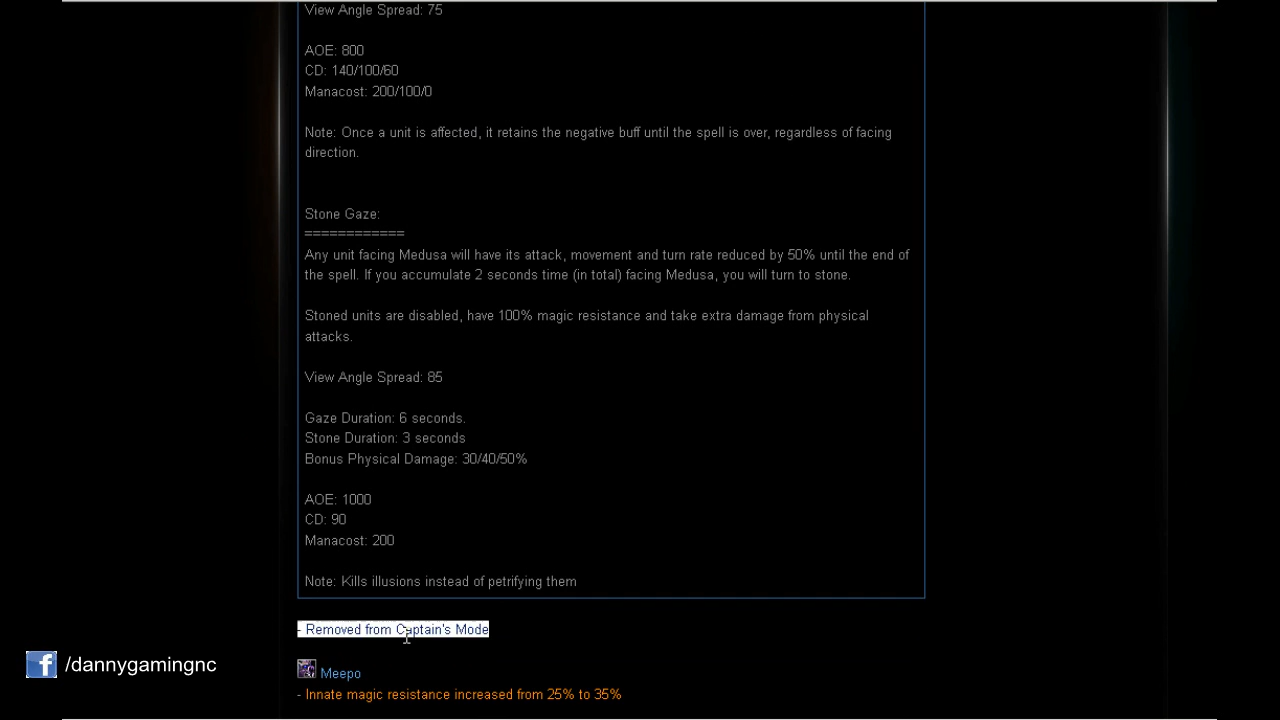 View Angle Spread: 75
AOE: 800
CD: 140/100/60
Manacost: 200/100/0
Note: Once a unit is affected, it retains the negative buff until the spell is over, regardless of facing
direction.
Stone Gaze:
============
Any unit facing Medusa will have its attack, movement and turn rate reduced by 50% until the end of
the spell. If you accumulate 2 seconds time (in total) facing Medusa, you will turn to stone.
Stoned units are disabled, have 100% magic resistance and take extra damage from physical
attacks.
View Angle Spread: 85
Gaze Duration: 6 seconds.
Stone Duration: 3 seconds
Bonus Physical Damage: 30/40/50%
AOE: 1000
CD: 90
Manacost: 200
Note: Kills illusions instead of petrifying them
- Removed from Captain's Mode
f /dannygamingnc
Meepo
- Innate magic resistance increased from 25% to 35%